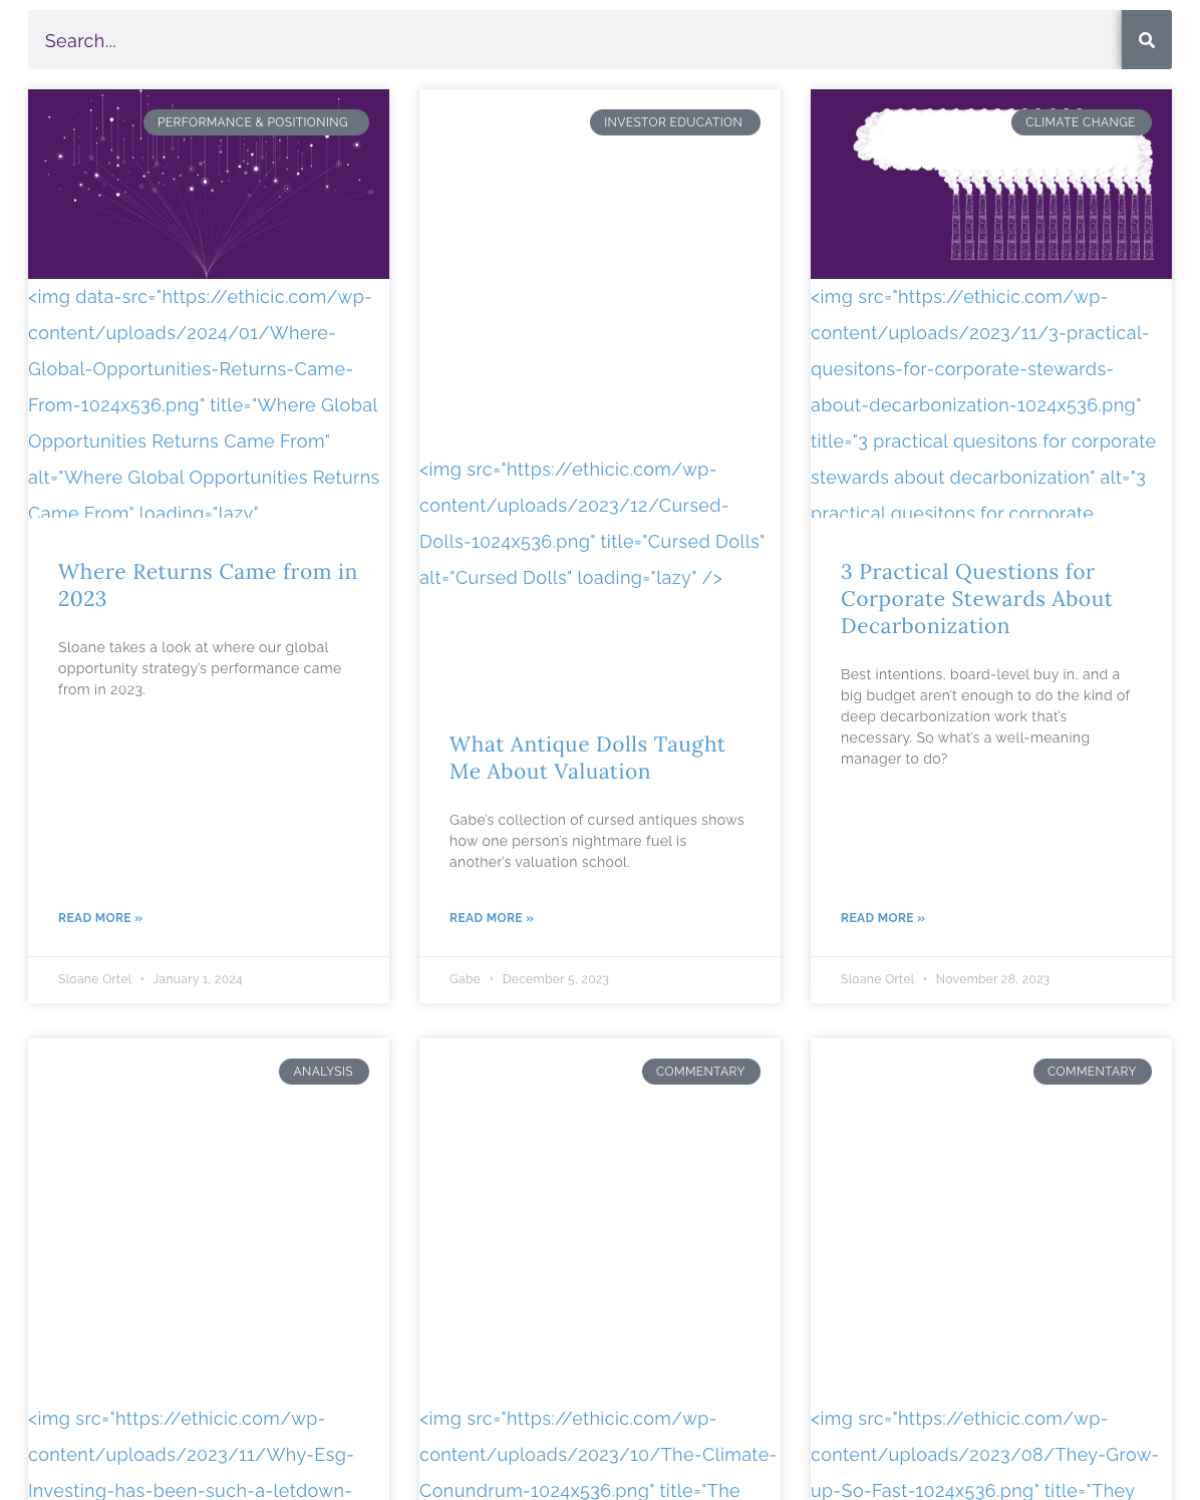 Search...
PERFORMANCE & POSITIONING
<img data-src="https://ethicic.com/wp-
content/uploads/2024/01/Where-
Global-Opportunities-Returns-Came-
From-1024x536.png" title="Where Global
Opportunities Returns Came From"
alt="Where Global Opportunities Returns
Came From" loading="lazy"
Where Returns Came from in
2023
Sloane takes a look at where our global
opportunity strategy's performance came
from in 2023.
READ MORE »
Sloane Ortel • January 1, 2024
INVESTOR EDUCATION
<img src="https://ethicic.com/wp-
content/uploads/2023/12/Cursed-
Dolls-1024x536.png" title="Cursed Dolls"
alt="Cursed Dolls" loading="lazy" />
What Antique Dolls Taught
Me About Valuation
Gabe's collection of cursed antiques shows
how one person's nightmare fuel is
another's valuation school.
READ MORE »
Gabe • December 5, 2023
CLIMATE CHANGE
<img src="https://ethicic.com/wp-
content/uploads/2023/11/3-practical-
quesitons-for-corporate-stewards-
about-decarbonization-1024x536.png"
title="3 practical quesitons for corporate
stewards about decarbonization" alt="3
practical quesitons for corporate
3 Practical Questions for
Corporate Stewards About
Decarbonization
Best intentions, board-level buy in, and a
big budget aren't enough to do the kind of
deep decarbonization work that's
necessary. So what's a well-meaning
manager to do?
READ MORE »
Sloane Ortel • November 28, 2023
ANALYSIS
<img src="https://ethicic.com/wp-
content/uploads/2023/11/Why-Esg-
Investing-has-been-such-a-letdown-
COMMENTARY
<img src="https://ethicic.com/wp-
content/uploads/2023/10/The-Climate-
Conundrum-1024x536.png" title="The
COMMENTARY
<img src="https://ethicic.com/wp-
content/uploads/2023/08/They-Grow-
up-So-Fast-1024x536.png" title="They